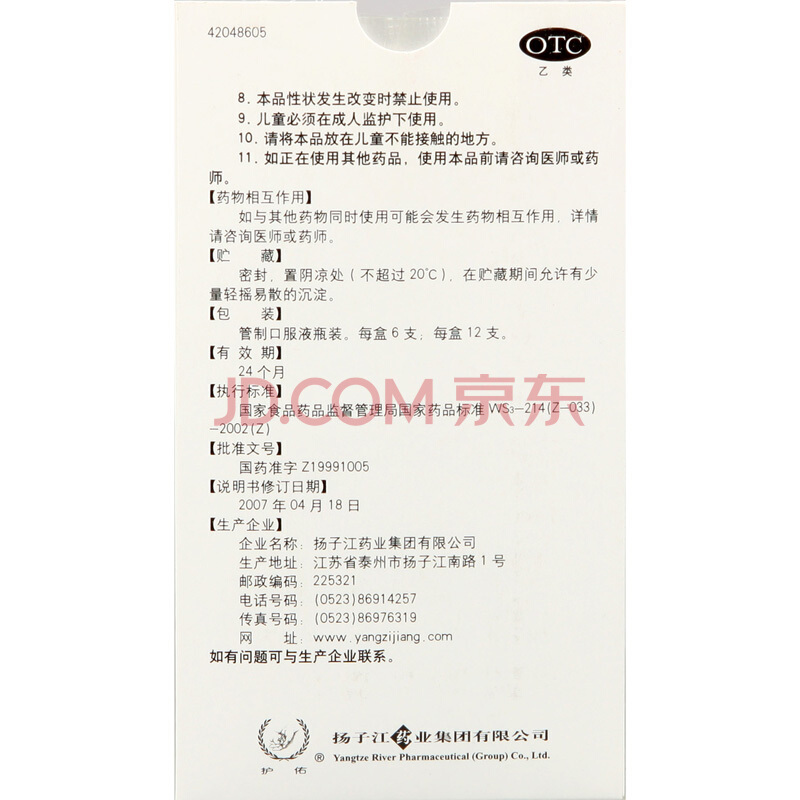 42048605
OTC
乙类
8. 本品性状发生改变时禁止使用。
9. 儿童必须在成人监护下使用。
10. 请将本品放在儿童不能接触的地方。
11. 如正在使用其他药品，使用本品前请咨询医师或药
师。
【药物相互作用】
如与其他药物同时使用可能会发生药物相互作用，详情
请咨询医师或药师。
【贮 藏】
密封，置阴凉处（不超过 20℃），在贮藏期间允许有少
量轻摇易散的沉淀。
【包 装】
管制口服液瓶装。每盒 6 支；每盒 12 支。
【有 效 期】
24 个月
JD.COM 京东
【执行标准】
国家食品药品监督管理局国家药品标准 WS₃-214(Z-033)
-2002(Z)
【批准文号】
国药准字 Z19991005
【说明书修订日期】
2007 年 04 月 18 日
【生产企业】
企业名称：扬子江药业集团有限公司
生产地址：江苏省泰州市扬子江南路 1 号
邮政编码：225321
电话号码：(0523)86914257
传真号码：(0523)86976319
网 址：www.yangzijiang.com
如有问题可与生产企业联系。
护佑 ®
扬子江药业集团有限公司
Yangtze River Pharmaceutical (Group) Co., Ltd.